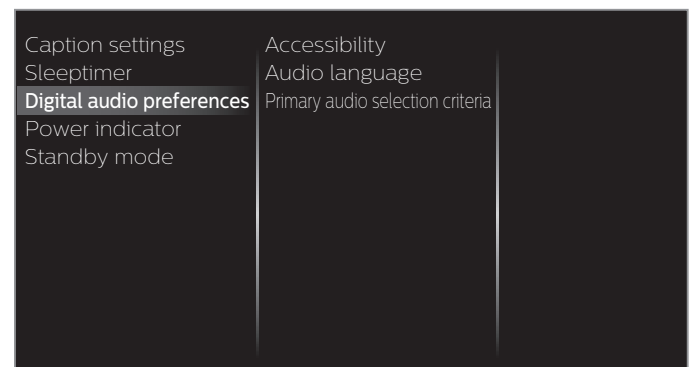 Caption settings
Sleeptimer
Digital audio preferences
Power indicator
Standby mode
Accessibility
Audio language
Primary audio selection criteria